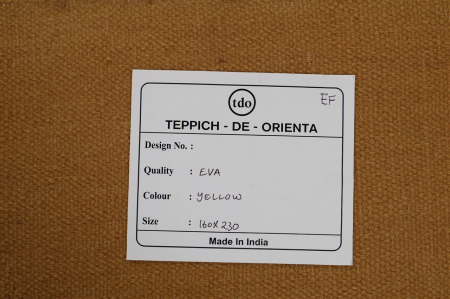 tdo
EF
TEPPICH - DE - ORIENTA
Design No. :
Quality : EVA
Colour : YELLOW
Size : 160X230
Made In India